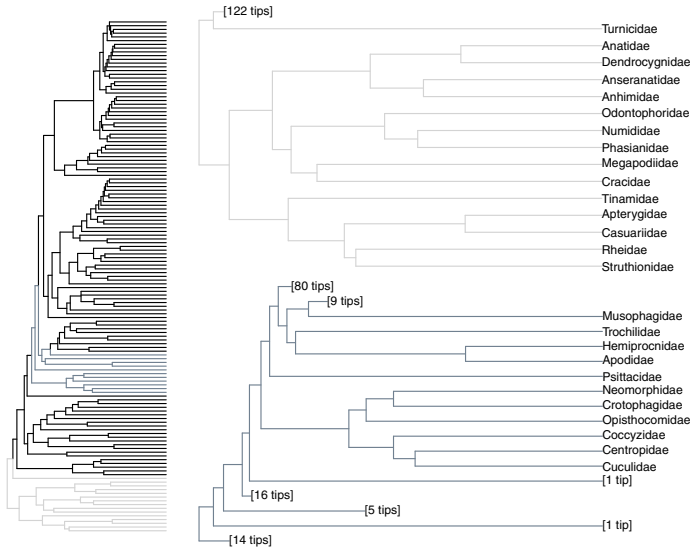 [122 tips]
Turnicidae
Anatidae
Dendrocygnidae
Anseranatidae
Anhimidae
Odontophoridae
Numididae
Phasianidae
Megapodiidae
Cracidae
Tinamidae
Apterygidae
Casuariidae
Rheidae
Struthionidae
[80 tips]
[9 tips]
Musophagidae
Trochilidae
Hemiprocnidae
Apodidae
Psittacidae
Neomorphidae
Crotophagidae
Opisthocomidae
Coccyzidae
Centropidae
Cuculidae
[1 tip]
[16 tips]
[5 tips]
[1 tip]
[14 tips]